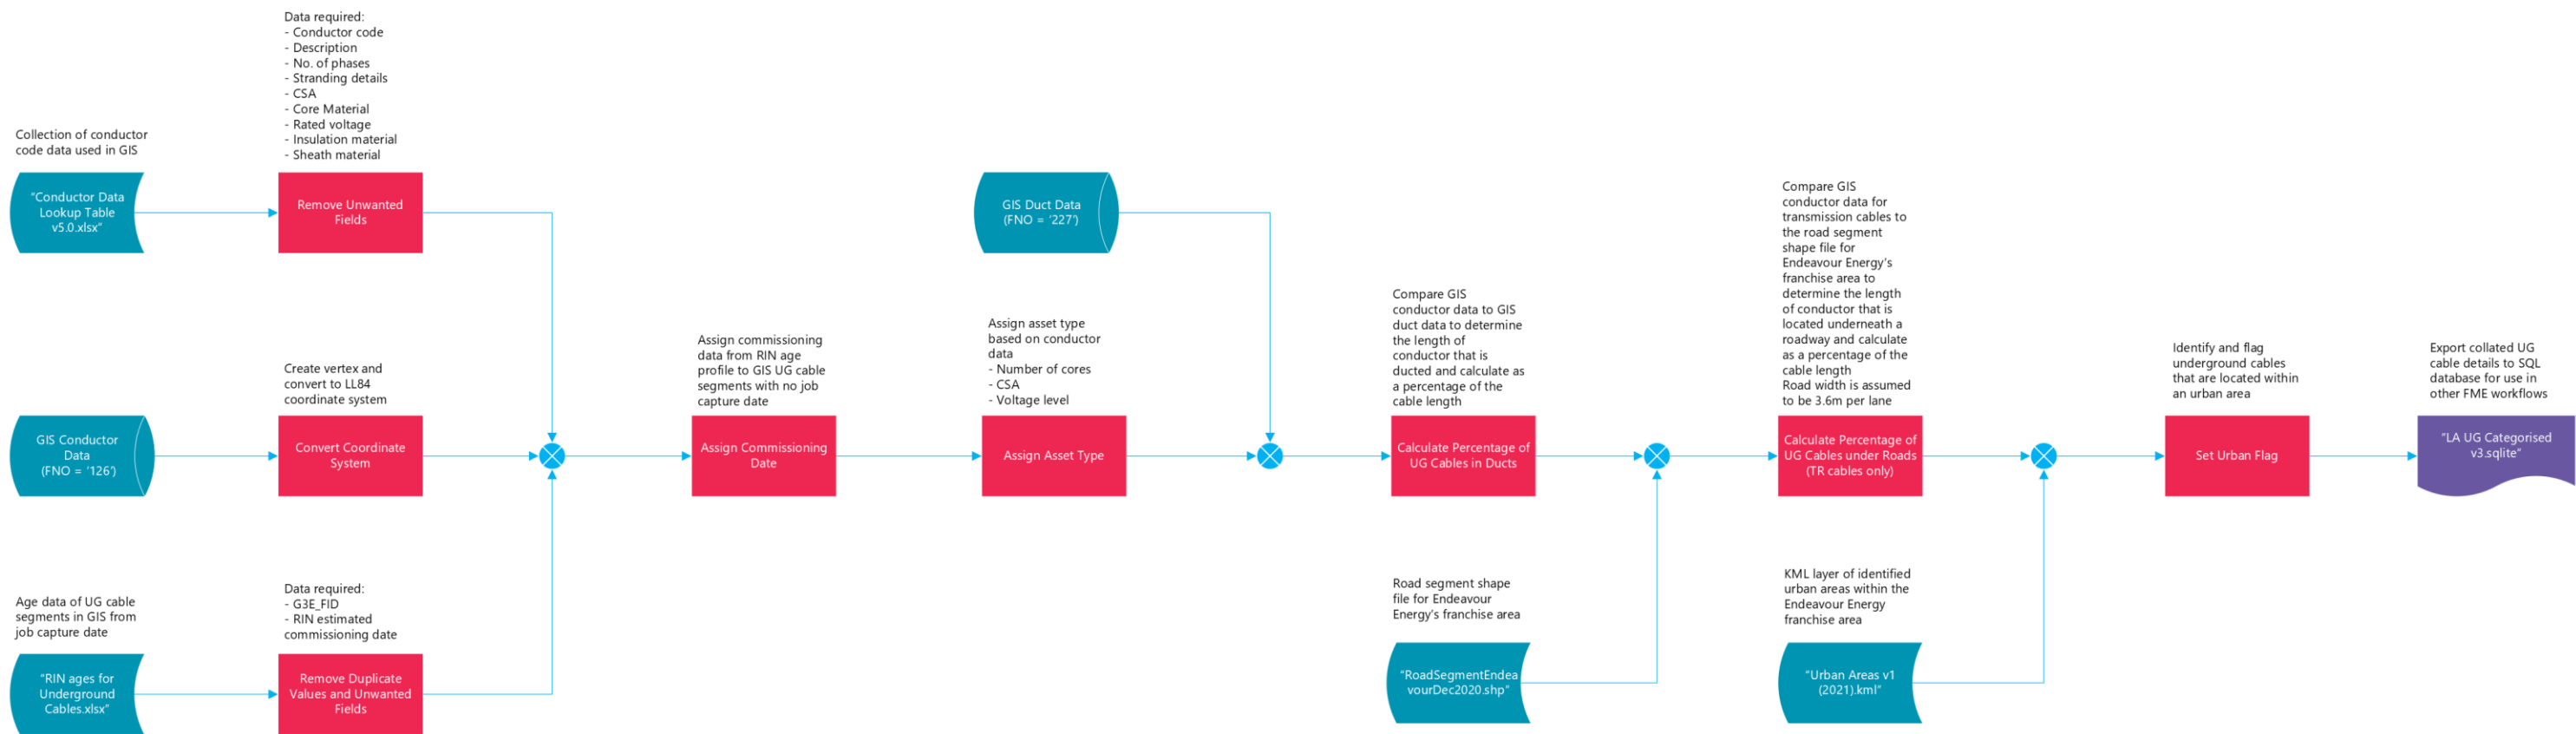 Data required:
- Conductor code
- Description
- No. of phases
- Stranding details
- CSA
- Core Material
- Rated voltage
- Insulation material
- Sheath material
Collection of conductor
code data used in GIS
“Conductor Data
Lookup Table
v5.0.xlsx”
Remove Unwanted
Fields
GIS Duct Data
(FNO = ‘227’)
Create vertex and
convert to LL84
coordinate system
GIS Conductor
Data
(FNO = ‘126’)
Convert Coordinate
System
Assign commissioning
data from RIN age
profile to GIS UG cable
segments with no job
capture date
Assign Commissioning
Date
Assign asset type
based on conductor
data
- Number of cores
- CSA
- Voltage level
Assign Asset Type
Compare GIS
conductor data to GIS
duct data to determine
the length of
conductor that is
ducted and calculate as
a percentage of the
cable length
Calculate Percentage of
UG Cables in Ducts
Compare GIS
conductor data for
transmission cables to
the road segment
shape file for
Endeavour Energy’s
franchise area to
determine the length
of conductor that is
located underneath a
roadway and calculate
as a percentage of the
cable length
Road width is assumed
to be 3.6m per lane
Calculate Percentage of
UG Cables under Roads
(TR cables only)
Identify and flag
underground cables
that are located within
an urban area
Set Urban Flag
Export collated UG
cable details to SQL
database for use in
other FME workflows
“LA UG Categorised
v3.sqlite”
Age data of UG cable
segments in GIS from
job capture date
“RIN ages for
Underground
Cables.xlsx”
Data required:
- G3E_FID
- RIN estimated
commissioning date
Remove Duplicate
Values and Unwanted
Fields
Road segment shape
file for Endeavour
Energy’s franchise area
“RoadSegmentEndea
vourDec2020.shp”
KML layer of identified
urban areas within the
Endeavour Energy
franchise area
“Urban Areas v1
(2021).kml”